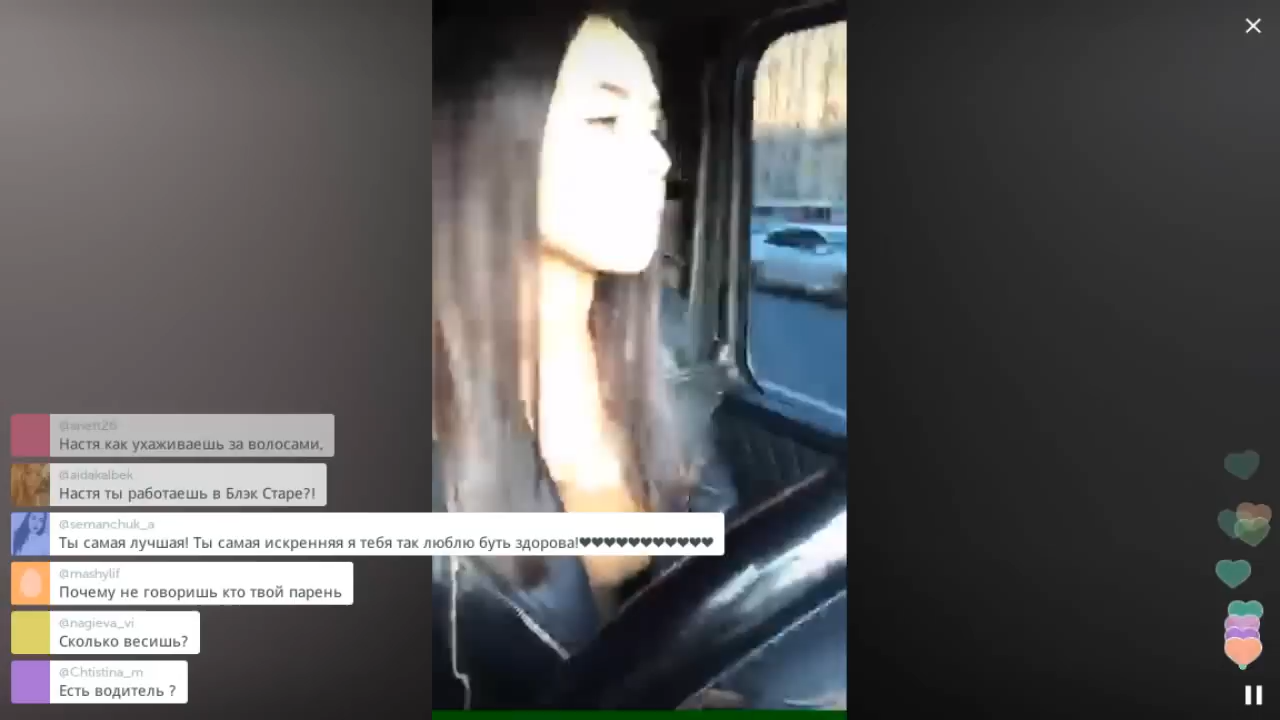 @anett26
Настя как ухаживаешь за волосами,
@aidakalbek
Настя ты работаешь в Блэк Старе?!
@semanchuk_a
Ты самая лучшая! Ты самая искренняя я тебя так люблю буть здорова!❤❤❤❤❤❤❤❤❤❤❤
@mashylif
Почему не говоришь кто твой парень
@nagieva_vi
Сколько весишь?
@Chtistina_m
Есть водитель ?